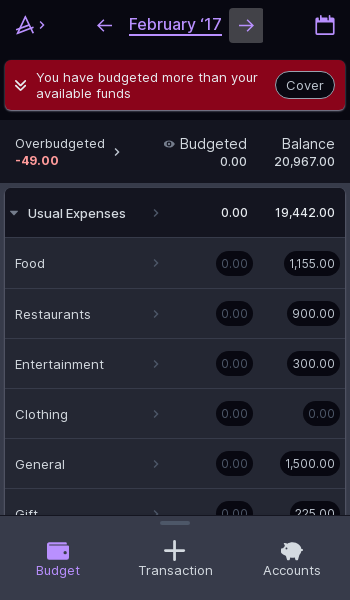 February ‘17
You have budgeted more than your
available funds
Cover
Overbudgeted
-49.00
Budgeted
0.00
Balance
20,967.00
Usual Expenses 0.00 19,442.00
Food 0.00 1,155.00
Restaurants 0.00 900.00
Entertainment 0.00 300.00
Clothing 0.00 0.00
General 0.00 1,500.00
Gift 0.00 225.00
Budget Transaction Accounts